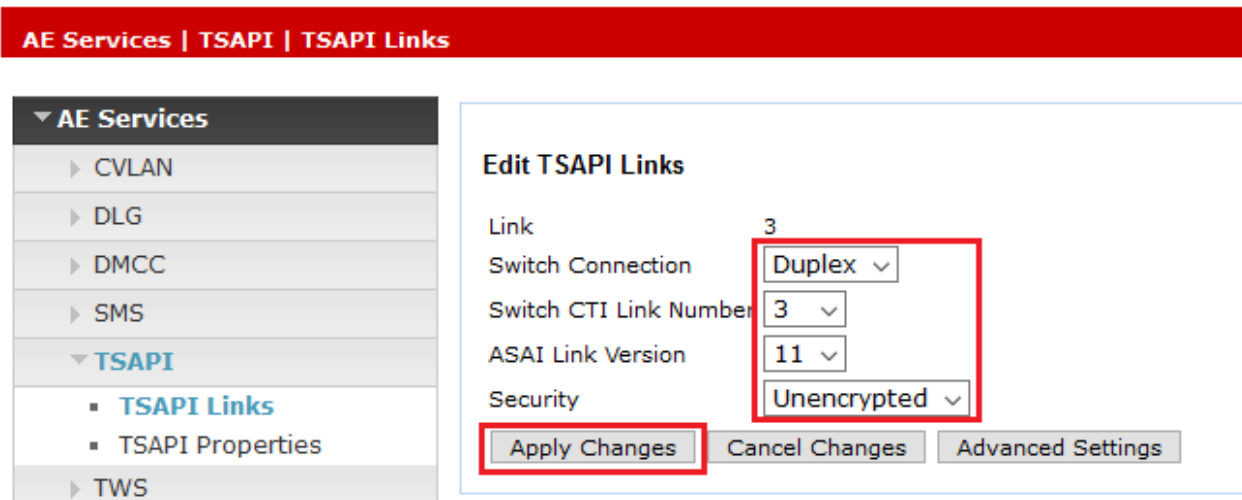 AE Services | TSAPI | TSAPI Links
AE Services
CVLAN
DLG
DMCC
SMS
TSAPI
TSAPI Links
TSAPI Properties
TWS
Edit TSAPI Links
Link 3
Switch Connection Duplex
Switch CTI Link Number 3
ASAI Link Version 11
Security Unencrypted
Apply Changes Cancel Changes Advanced Settings